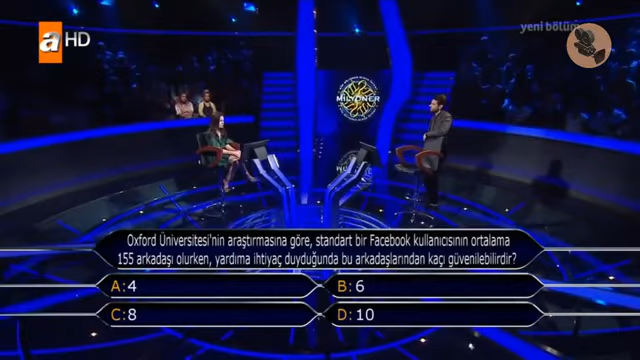 a HD
yeni bölüm
MİLYONER
Oxford Üniversitesi'nin araştırmasına göre, standart bir Facebook kullanıcısının ortalama
155 arkadaşı olurken, yardıma ihtiyaç duyduğunda bu arkadaşlarından kaçı güvenilebilirdir?
A: 4
B: 6
C: 8
D: 10